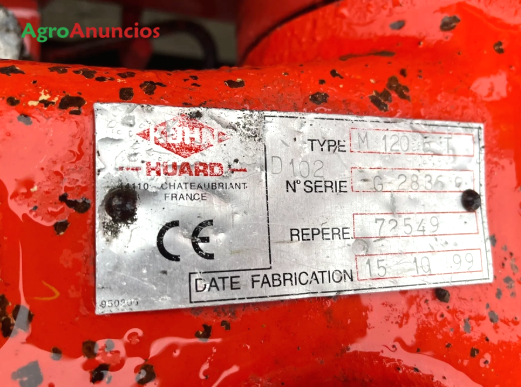 AgroAnuncios
KUHN
HUARD
44110 - CHATEAUBRIANT
FRANCE
CE
950809
D102
TYPE M 120
N° SERIE G 2836
REPERE 72549
DATE FABRICATION 15 10 99